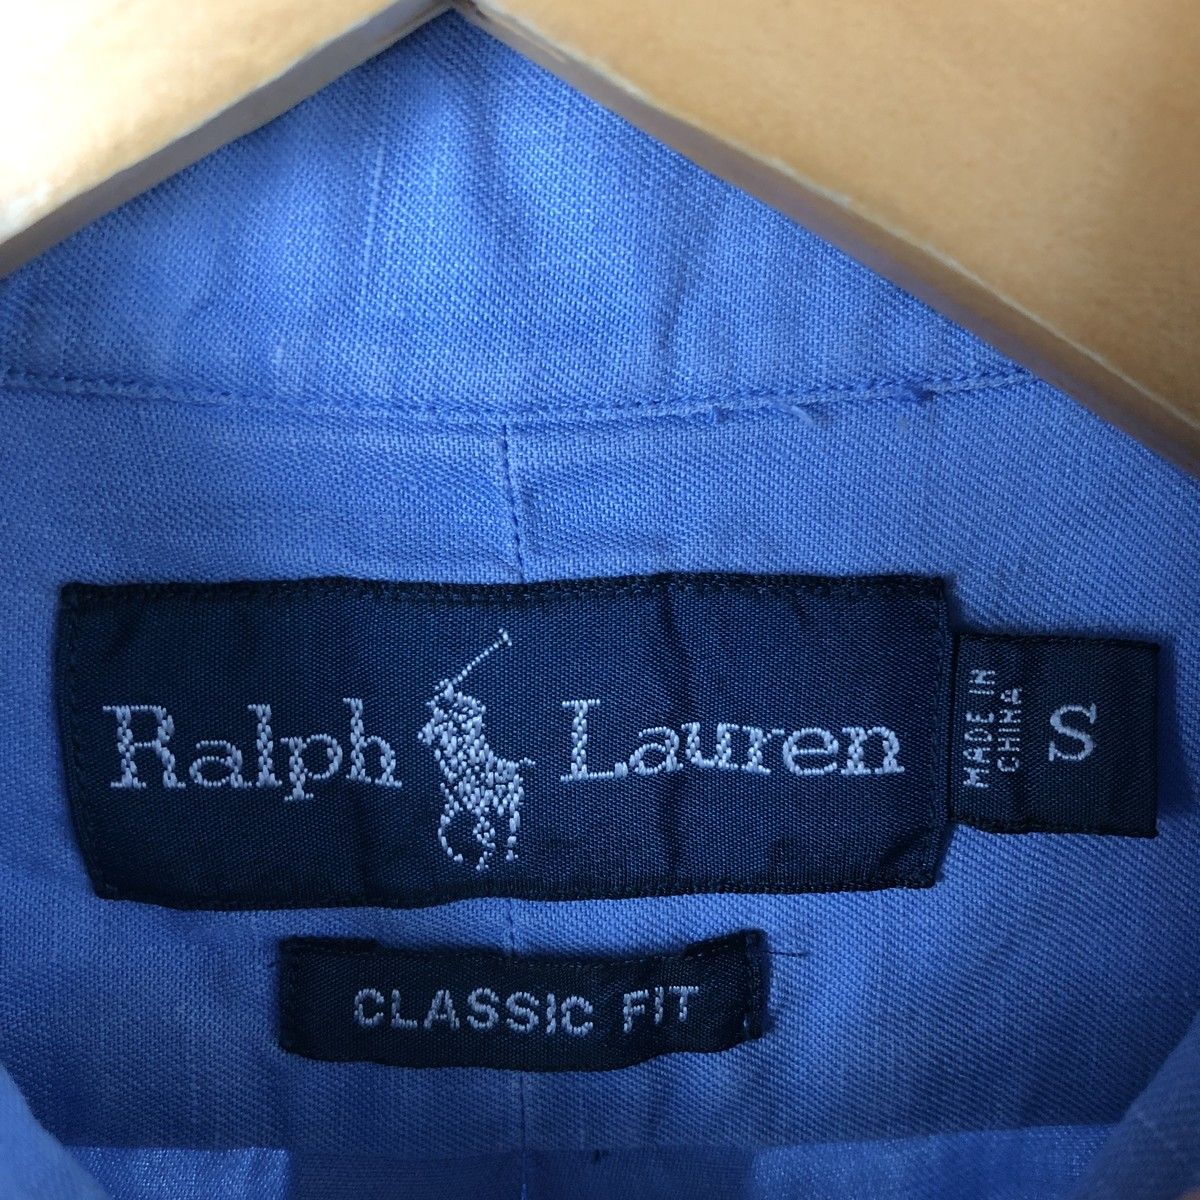 Ralph Lauren
MADE IN
CHINA
S
CLASSIC FIT